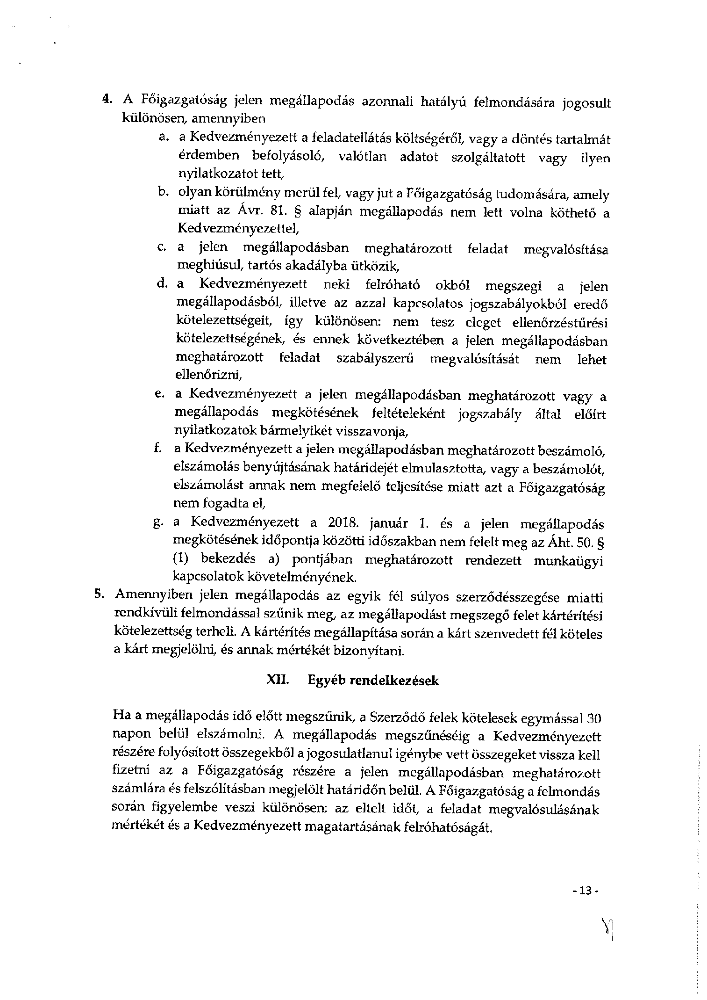 4. A Főigazgatóság jelen megállapodás azonnali hatályú felmondására jogosult
különösen, amennyiben
a. a Kedvezményezett a feladatellátás költségéről, vagy a döntés tartalmát
érdemben befolyásoló, valótlan adatot szolgáltatott vagy ilyen
nyilatkozatot tett,
b. olyan körülmény merül fel, vagy jut a Főigazgatóság tudomására, amely
miatt az Ávr. 81. § alapján megállapodás nem lett volna köthető a
Kedvezményezettel,
c. a jelen megállapodásban meghatározott feladat megvalósítása
meghiúsul, tartós akadályba ütközik,
d. a Kedvezményezett neki felróható okból megszegi a jelen
megállapodásból, illetve az azzal kapcsolatos jogszabályokból eredő
kötelezettségeit, így különösen: nem tesz eleget ellenőrzéstűrési
kötelezettségének, és ennek következtében a jelen megállapodásban
meghatározott feladat szabályszerű megvalósítását nem lehet
ellenőrizni,
e. a Kedvezményezett a jelen megállapodásban meghatározott vagy a
megállapodás megkötésének feltételeként jogszabály által előírt
nyilatkozatok bármelyikét visszavonja,
f. a Kedvezményezett a jelen megállapodásban meghatározott beszámoló,
elszámolás benyújtásának határidejét elmulasztotta, vagy a beszámolót,
elszámolást annak nem megfelelő teljesítése miatt azt a Főigazgatóság
nem fogadta el,
g. a Kedvezményezett a 2018. január 1. és a jelen megállapodás
megkötésének időpontja közötti időszakban nem felelt meg az Áht. 50. §
(1) bekezdés a) pontjában meghatározott rendezett munkaügyi
kapcsolatok követelményének.
5. Amennyiben jelen megállapodás az egyik fél súlyos szerződésszegése miatti
rendkívüli felmondással szűnik meg, az megállapodást megszegő felet kártérítési
kötelezettség terheli. A kártérítés megállapítása során a kárt szenvedett fél köteles
a kárt megjelölni, és annak mértékét bizonyítani.
XII. Egyéb rendelkezések
Ha a megállapodás idő előtt megszűnik, a Szerződő felek kötelesek egymással 30
napon belül elszámolni. A megállapodás megszűnéséig a Kedvezményezett
részére folyósított összegekből a jogosulatlanul igénybe vett összegeket vissza kell
fizetni az a Főigazgatóság részére a jelen megállapodásban meghatározott
számlára és felszólításban megjelölt határidőn belül. A Főigazgatóság a felmondás
során figyelembe veszi különösen: az eltelt időt, a feladat megvalósulásának
mértékét és a Kedvezményezett magatartásának felróhatóságát.
- 13 -